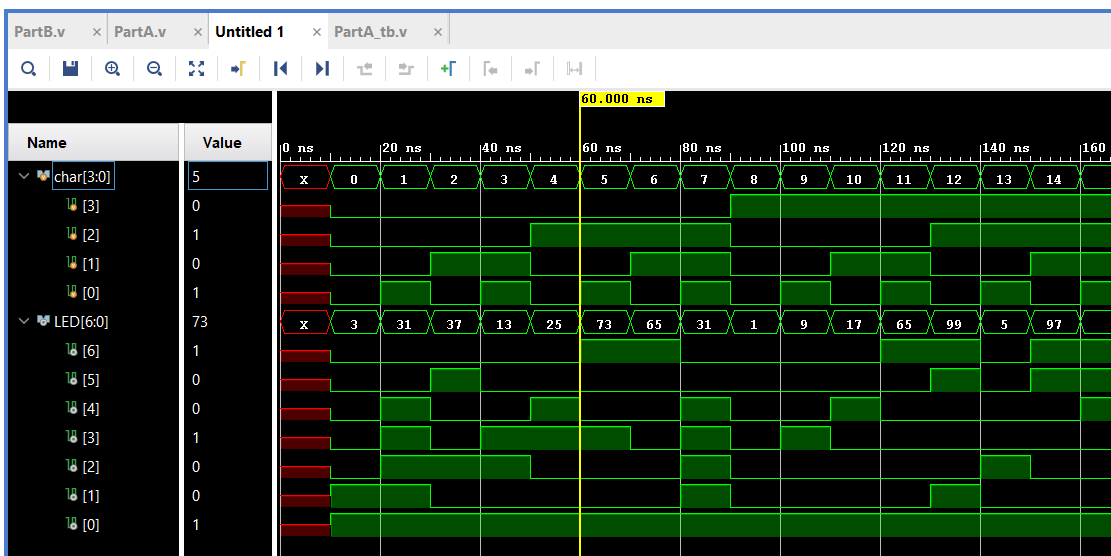 PartB.v × PartA.v × Untitled 1 × PartA_tb.v ×
60.000 ns
Name Value
0 ns 20 ns 40 ns 60 ns 80 ns 100 ns 120 ns 140 ns 160
char[3:0] 5 X 0 1 2 3 4 5 6 7 8 9 10 11 12 13 14
[3] 0
[2] 1
[1] 0
[0] 1
LED[6:0] 73 X 3 31 37 13 25 73 65 31 1 9 17 65 99 5 97
[6] 1
[5] 0
[4] 0
[3] 1
[2] 0
[1] 0
[0] 1